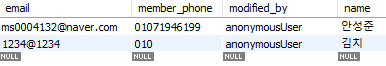 email member_phone modified_by name
ms0004132@naver.com 01071946199 anonymousUser 안성준
1234@1234 010 anonymousUser 김치
NULL NULL NULL NULL